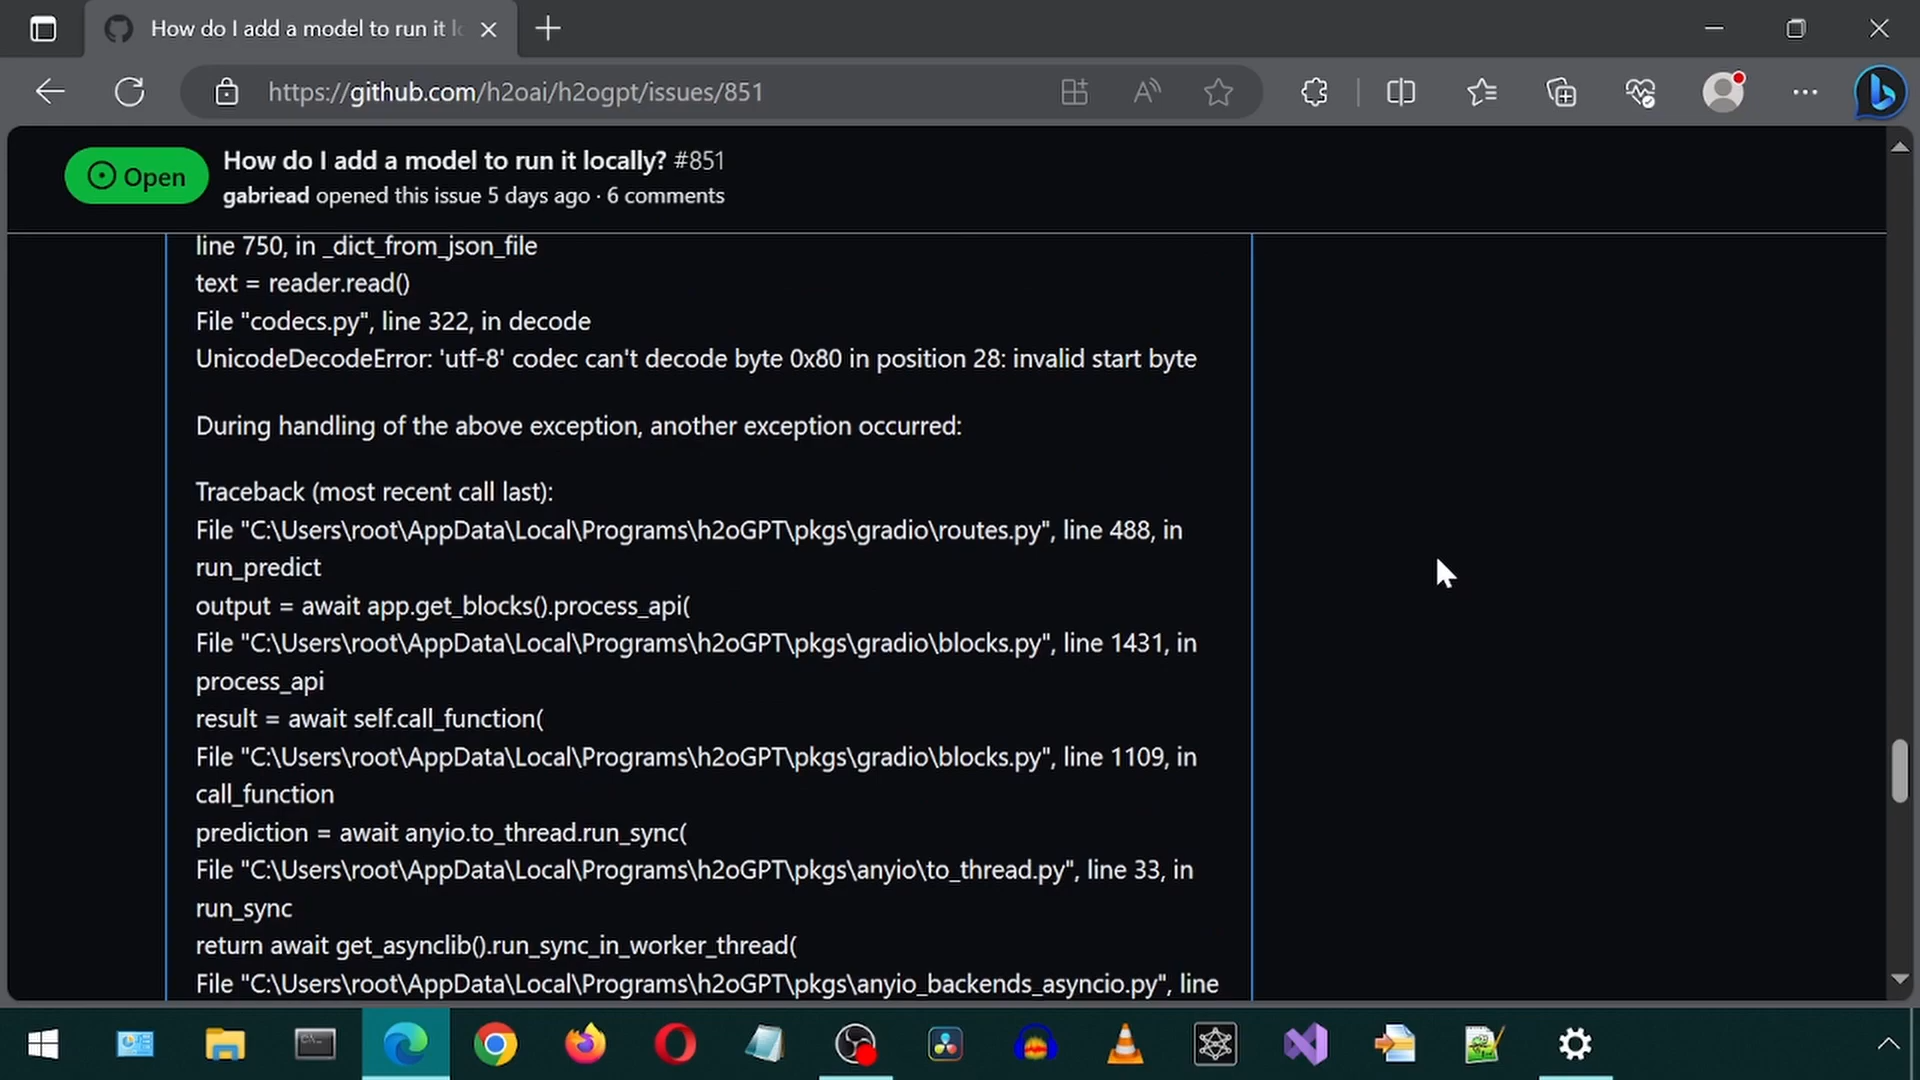 How do I add a model to run it l
https://github.com/h2oai/h2ogpt/issues/851
Open
How do I add a model to run it locally? #851
gabriead opened this issue 5 days ago · 6 comments
line 750, in _dict_from_json_file
text = reader.read()
File "codecs.py", line 322, in decode
UnicodeDecodeError: 'utf-8' codec can't decode byte 0x80 in position 28: invalid start byte
During handling of the above exception, another exception occurred:
Traceback (most recent call last):
File "C:\Users\root\AppData\Local\Programs\h2oGPT\pkgs\gradio\routes.py", line 488, in
run_predict
output = await app.get_blocks().process_api(
File "C:\Users\root\AppData\Local\Programs\h2oGPT\pkgs\gradio\blocks.py", line 1431, in
process_api
result = await self.call_function(
File "C:\Users\root\AppData\Local\Programs\h2oGPT\pkgs\gradio\blocks.py", line 1109, in
call_function
prediction = await anyio.to_thread.run_sync(
File "C:\Users\root\AppData\Local\Programs\h2oGPT\pkgs\anyio\to_thread.py", line 33, in
run_sync
return await get_asynclib().run_sync_in_worker_thread(
File "C:\Users\root\AppData\Local\Programs\h2oGPT\pkgs\anyio_backends_asyncio.py", line